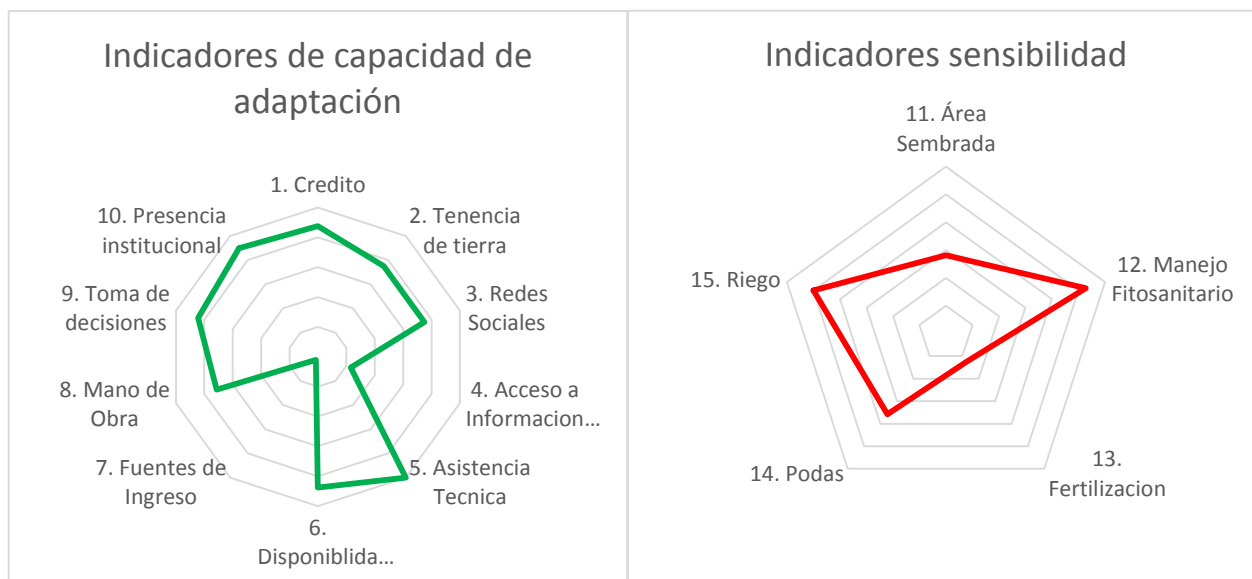 Indicadores de capacidad de
adaptación
1. Credito
2. Tenencia
de tierra
3. Redes
Sociales
4. Acceso a
Informacion...
5. Asistencia
Tecnica
6.
Disponiblida...
7. Fuentes de
Ingreso
8. Mano de
Obra
9. Toma de
decisiones
10. Presencia
institucional
Indicadores sensibilidad
11. Área
Sembrada
12. Manejo
Fitosanitario
13.
Fertilizacion
14. Podas
15. Riego